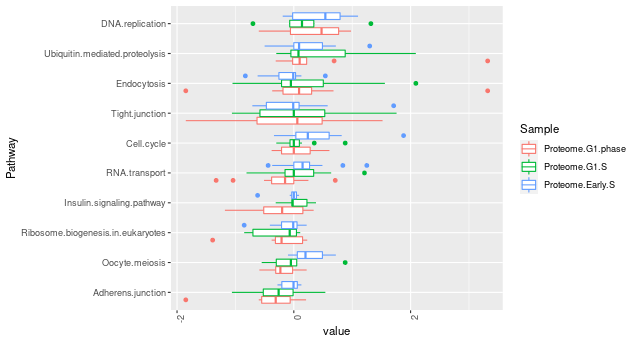 DNA.replication
Ubiquitin.mediated.proteolysis
Endocytosis
Tight.junction
Cell.cycle
RNA.transport
Insulin.signaling.pathway
Ribosome.biogenesis.in.eukaryotes
Oocyte.meiosis
Adherens.junction
Pathway
-2
-1
0
2
value
Sample
Proteome.G1.phase
Proteome.G1.S
Proteome.Early.S